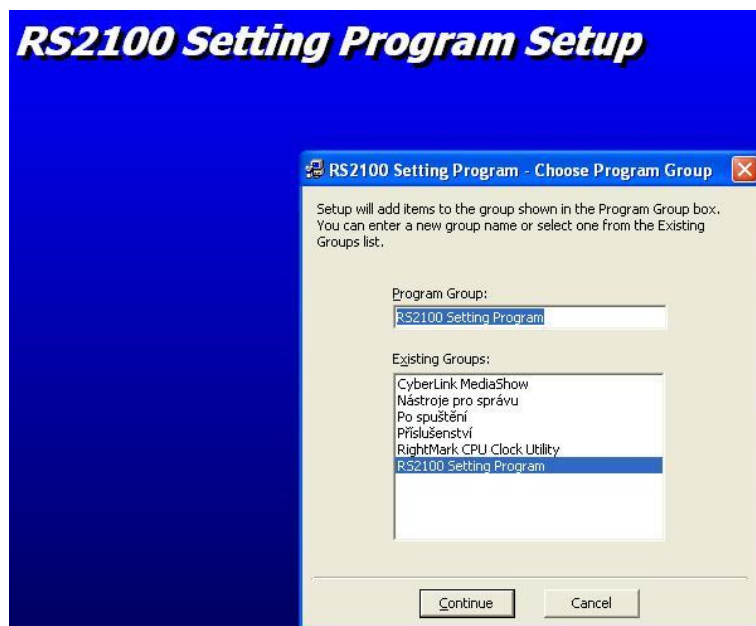 RS2100 Setting Program Setup
RS2100 Setting Program - Choose Program Group
Setup will add items to the group shown in the Program Group box.
You can enter a new group name or select one from the Existing
Groups list.
Program Group:
RS2100 Setting Program
Existing Groups:
CyberLink MediaShow
Nástroje pro správu
Po spuštění
Příslušenství
RightMark CPU Clock Utility
RS2100 Setting Program
Continue
Cancel